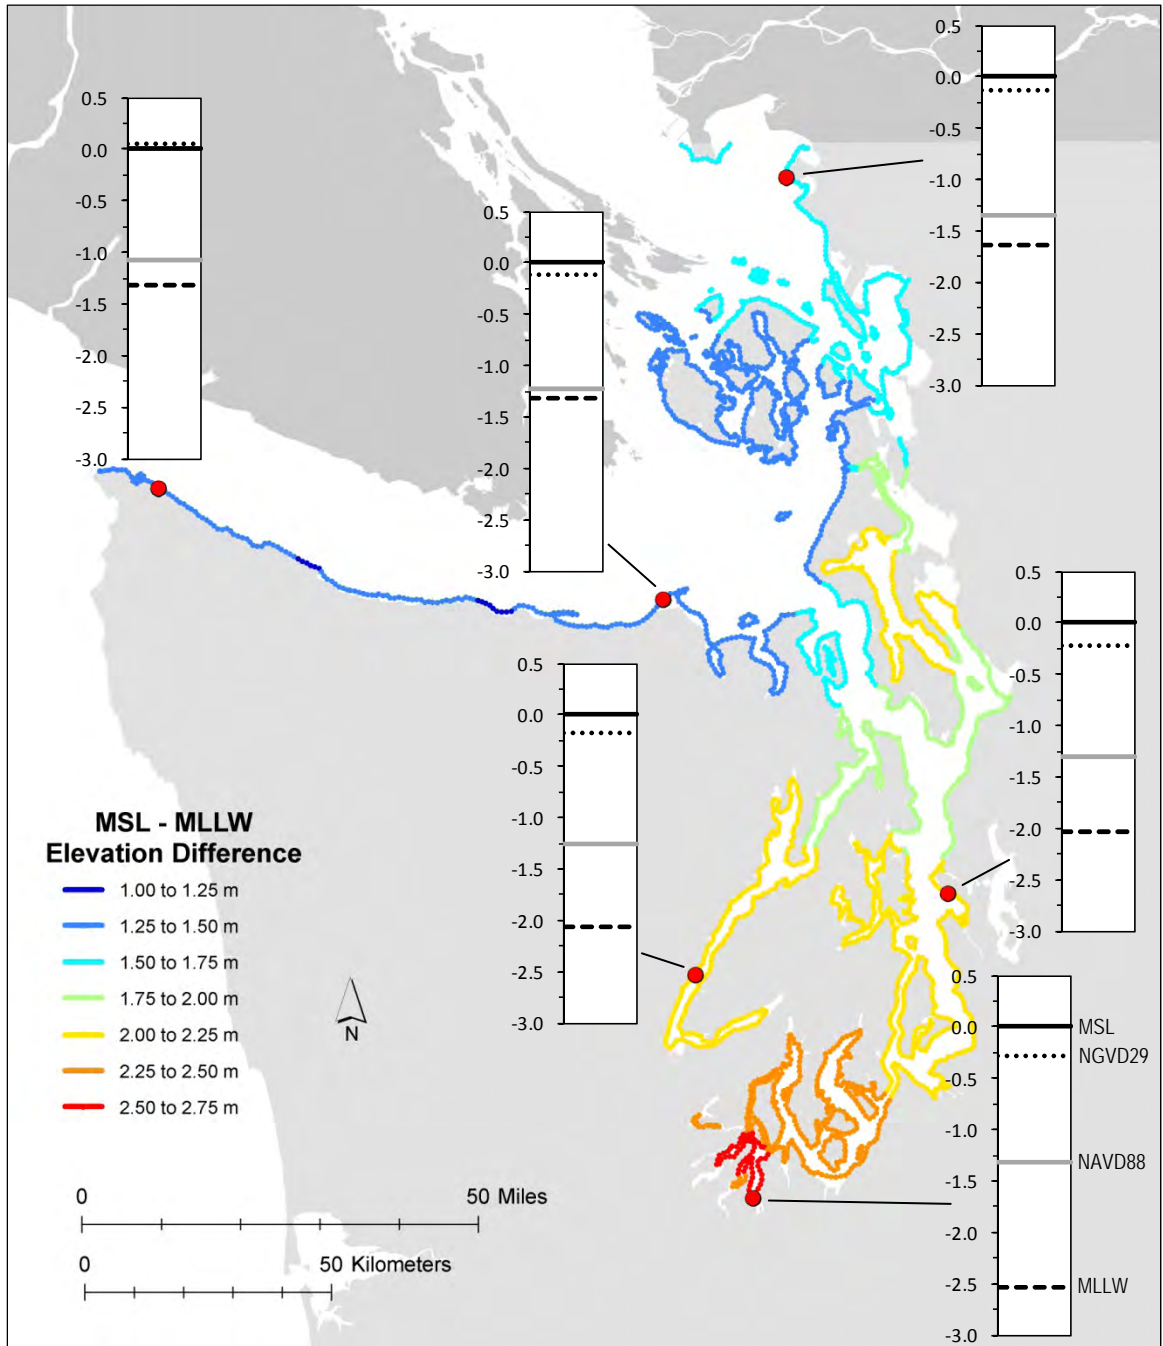 0.5
0.0
-0.5
-1.0
-1.5
-2.0
-2.5
-3.0
0.5
0.0
-0.5
-1.0
-1.5
-2.0
-2.5
-3.0
0.5
0.0
-0.5
-1.0
-1.5
-2.0
-2.5
-3.0
0.5
0.0
-0.5
-1.0
-1.5
-2.0
-2.5
-3.0
0.5
0.0
-0.5
-1.0
-1.5
-2.0
-2.5
-3.0
MSL - MLLW
Elevation Difference
1.00 to 1.25 m
1.25 to 1.50 m
1.50 to 1.75 m
1.75 to 2.00 m
2.00 to 2.25 m
2.25 to 2.50 m
2.50 to 2.75 m
N
0 50 Miles
0 50 Kilometers
0.5
0.0 MSL
NGVD29
-0.5
-1.0
NAVD88
-1.5
-2.0
-2.5 MLLW
-3.0